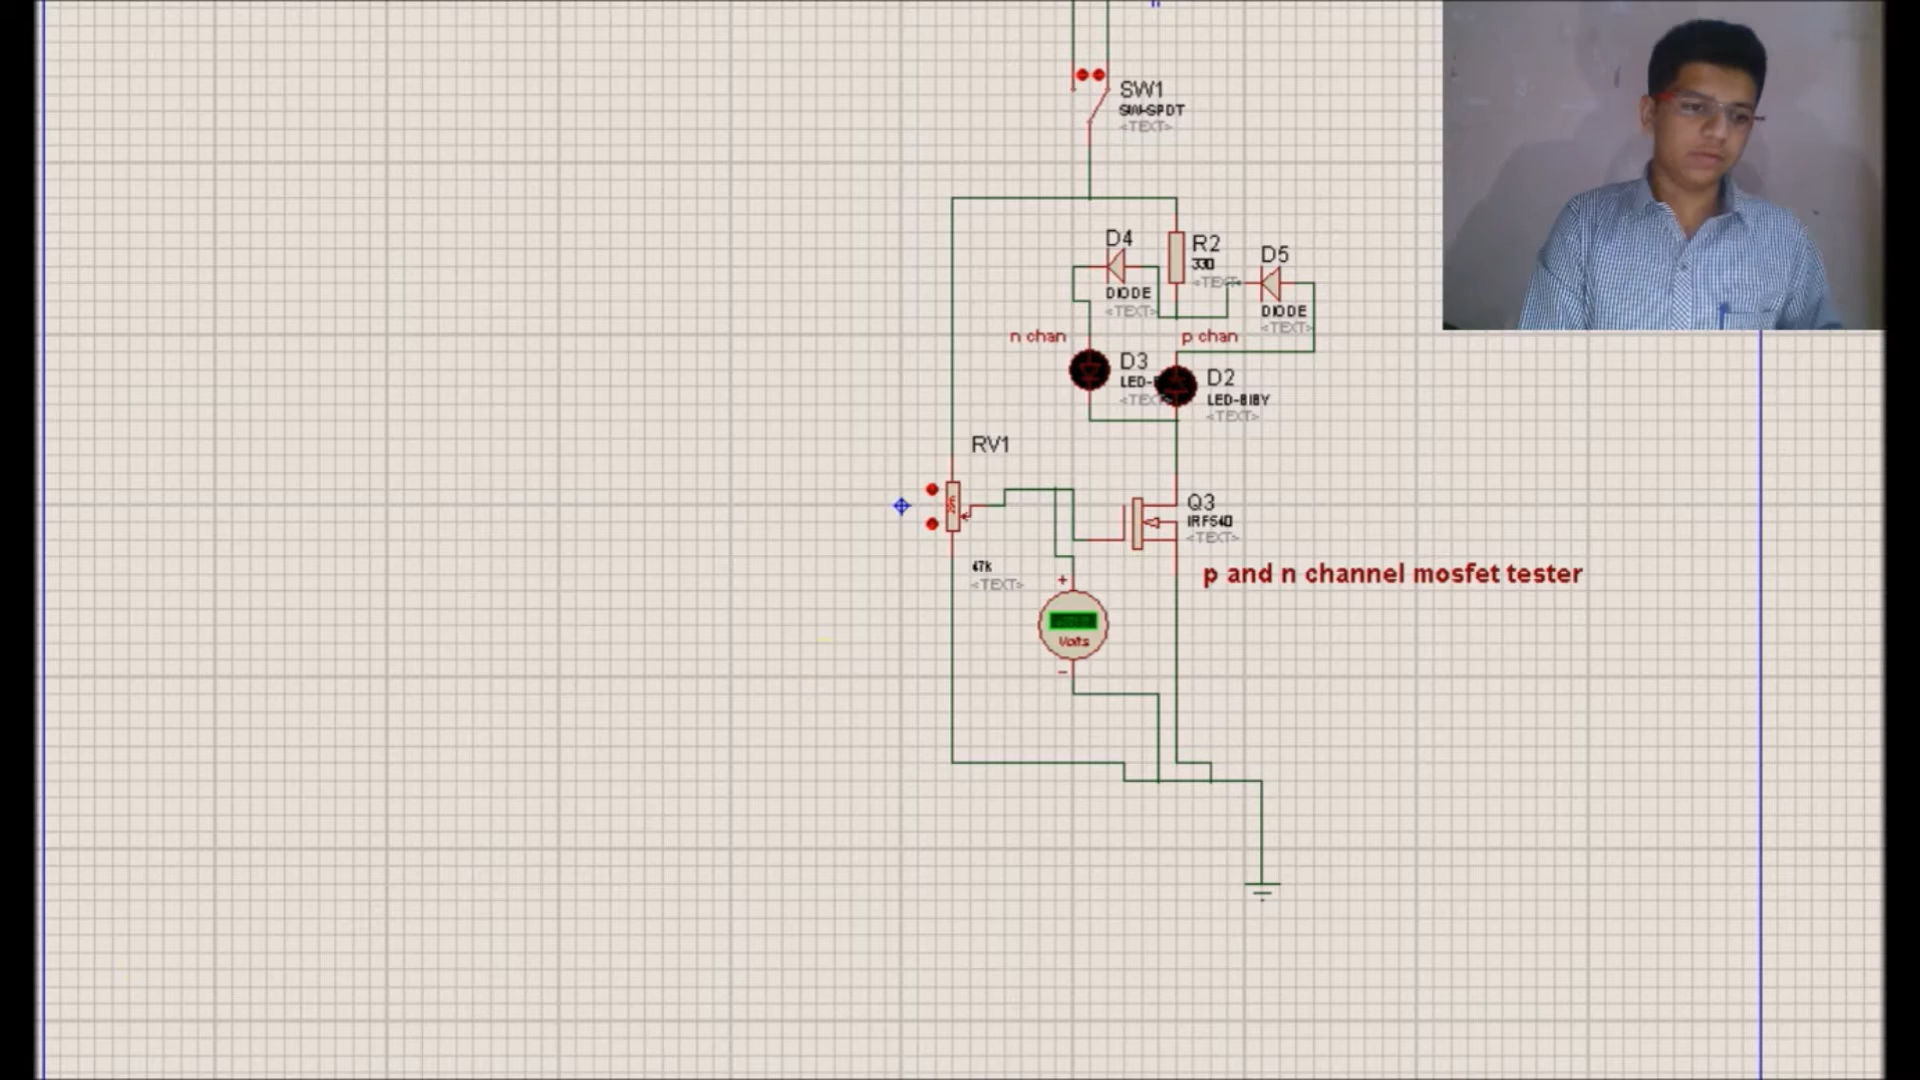 SW1
SW-SPDT
<TEXT>
D4
DIODE
<TEXT>
R2
330
D5
DIODE
<TEXT>
n chan
p chan
D3
D2
LED-BIBY
<TEXT>
RV1
47k
<TEXT>
Q3
IRF540
<TEXT>
p and n channel mosfet tester
+
Volts
−